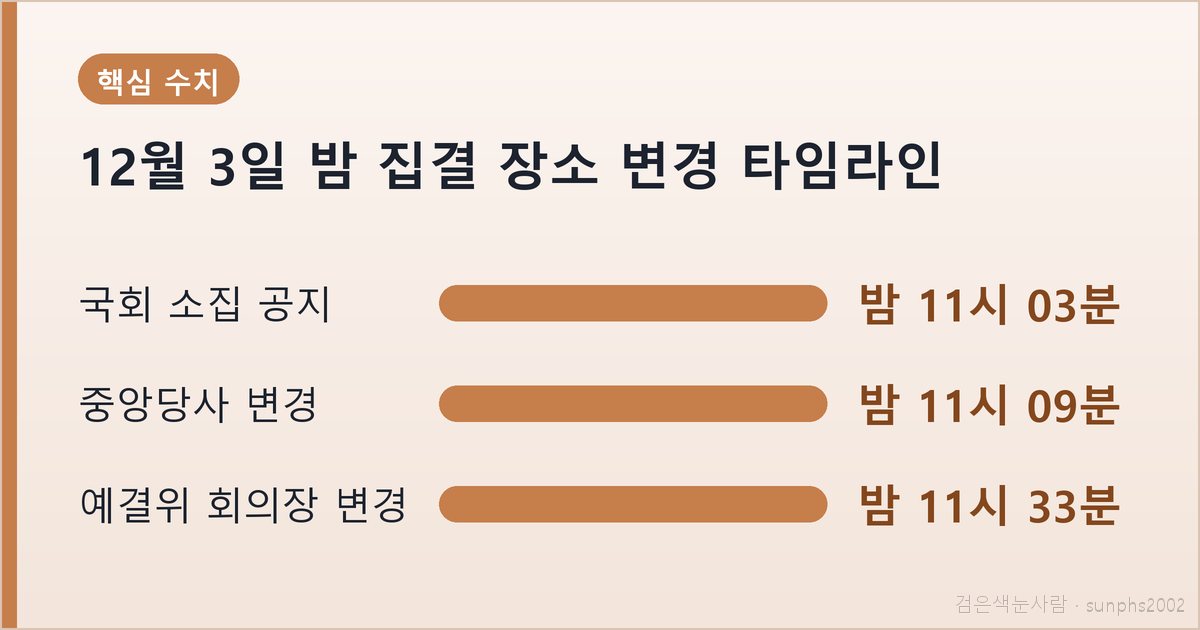 핵심 수치
12월 3일 밤 집결 장소 변경 타임라인
국회 소집 공지 밤 11시 03분
중앙당사 변경 밤 11시 09분
예결위 회의장 변경 밤 11시 33분
검은색눈사람 · sunphs2002